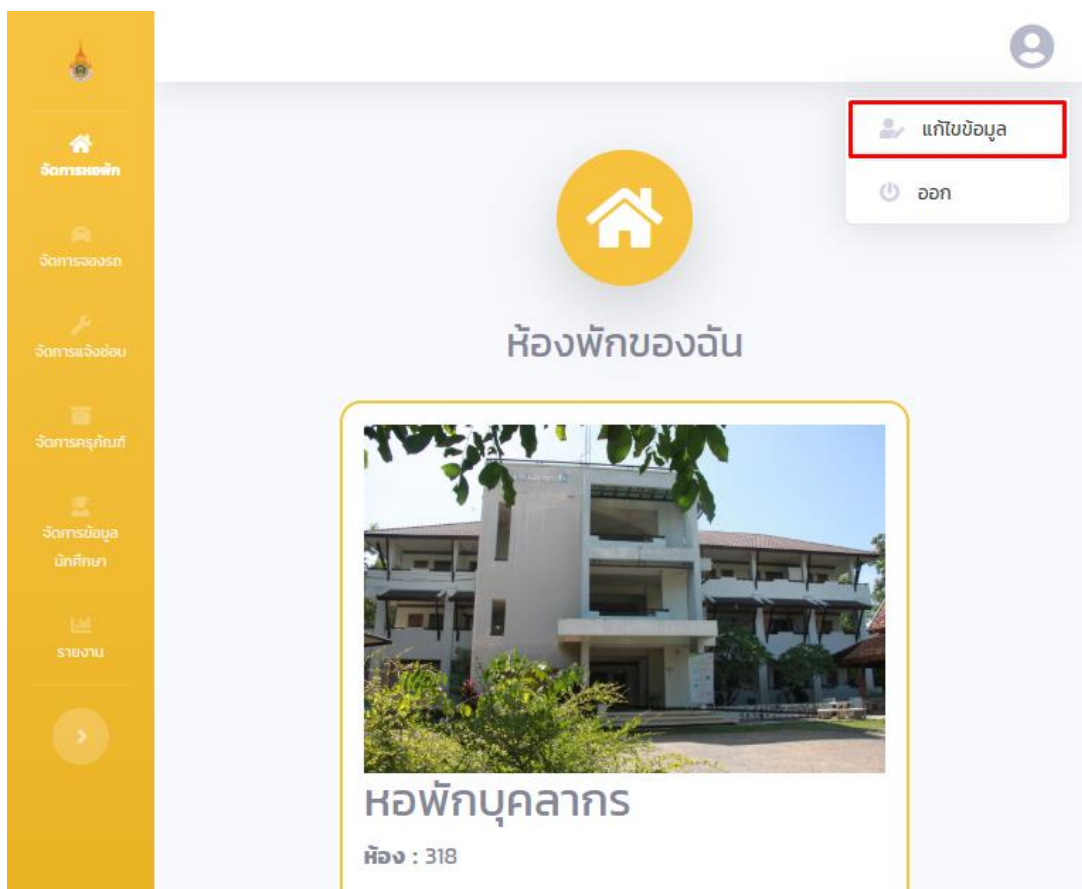 แก้ไขข้อมูล
ออก
จัดการหอพัก
จัดการจองรถ
จัดการแจ้งซ่อม
จัดการครุภัณฑ์
จัดการข้อมูล
นักศึกษา
รายงาน
ห้องพักของฉัน
หอพักบุคลากร
ห้อง : 318